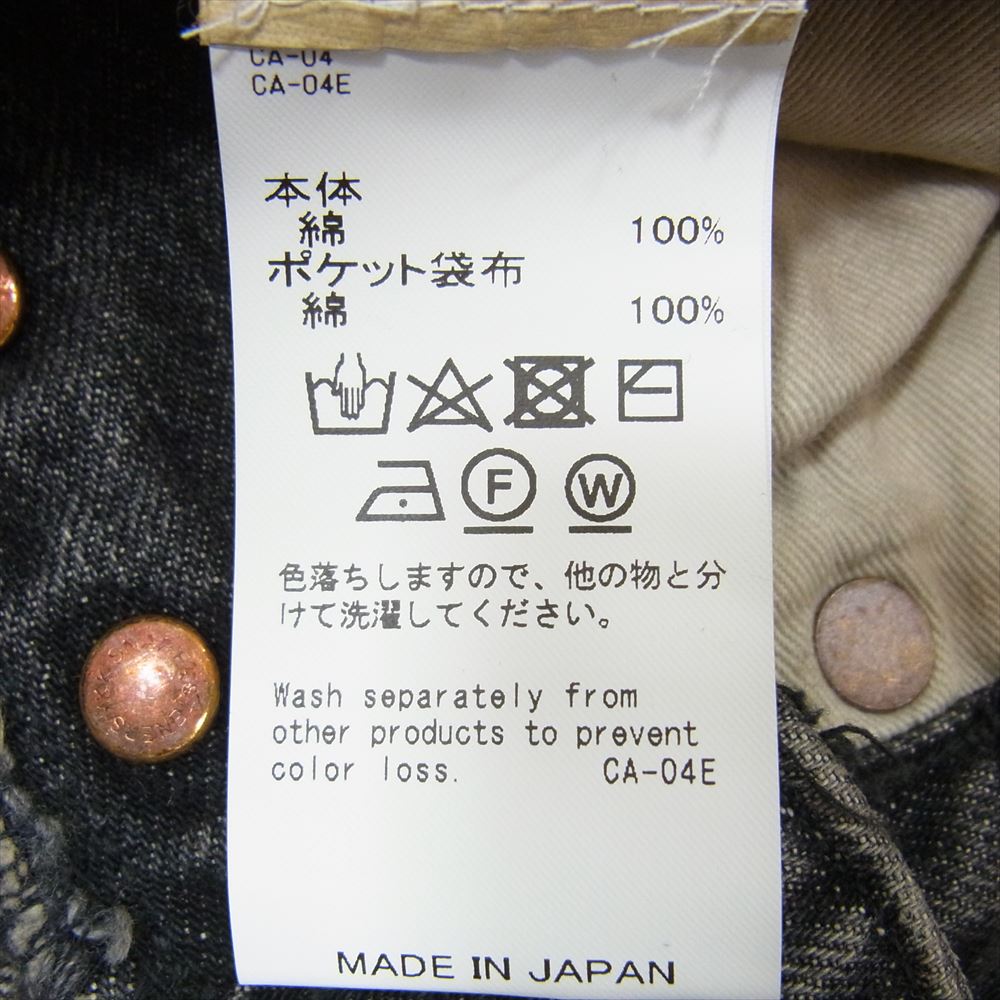 CA-04
CA-04E
本体
綿 100%
ポケット袋布
綿 100%
F W
色落ちしますので、他の物と分
けて洗濯してください。
Wash separately from
other products to prevent
color loss. CA-04E
MADE IN JAPAN